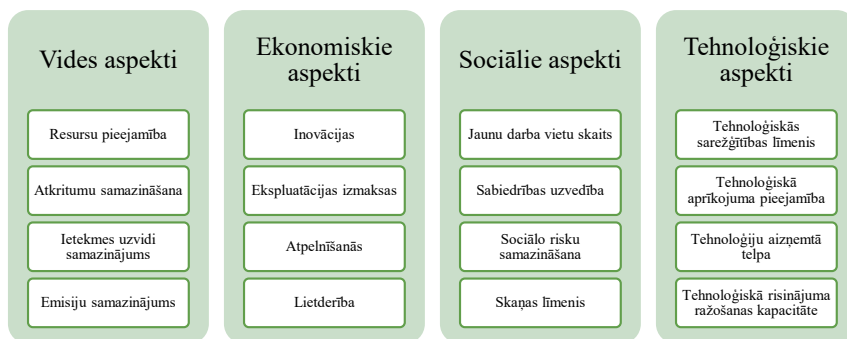 Vides aspekti
Resursu pieejamība
Atkritumu samazināšana
Ietekmes uzvidi
samazinājums
Emisiju samazinājums
Ekonomiskie
aspekti
Inovācijas
Ekspluatācijas izmaksas
Atpelnīšanās
Lietderība
Sociālie aspekti
Jaunu darba vietu skaits
Sabiedrības uzvedība
Sociālo risku
samazināšana
Skaņas līmenis
Tehnoloģiskie
aspekti
Tehnoloģiskās
sarežģītības līmenis
Tehnoloģiskā
aprīkojuma pieejamība
Tehnoloģiju aizņemtā
telpa
Tehnoloģiskā risinājuma
ražošanas kapacitāte